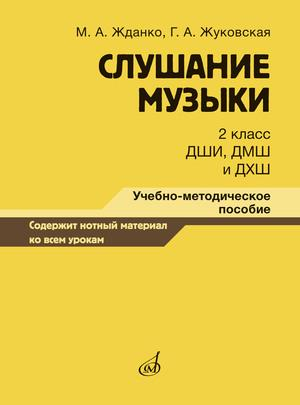 М. А. Жданко, Г. А. Жуковская
СЛУШАНИЕ
МУЗЫКИ
2 класс
ДШИ, ДМШ
и ДХШ
Учебно-методическое
пособие
Содержит нотный материал
ко всем урокам